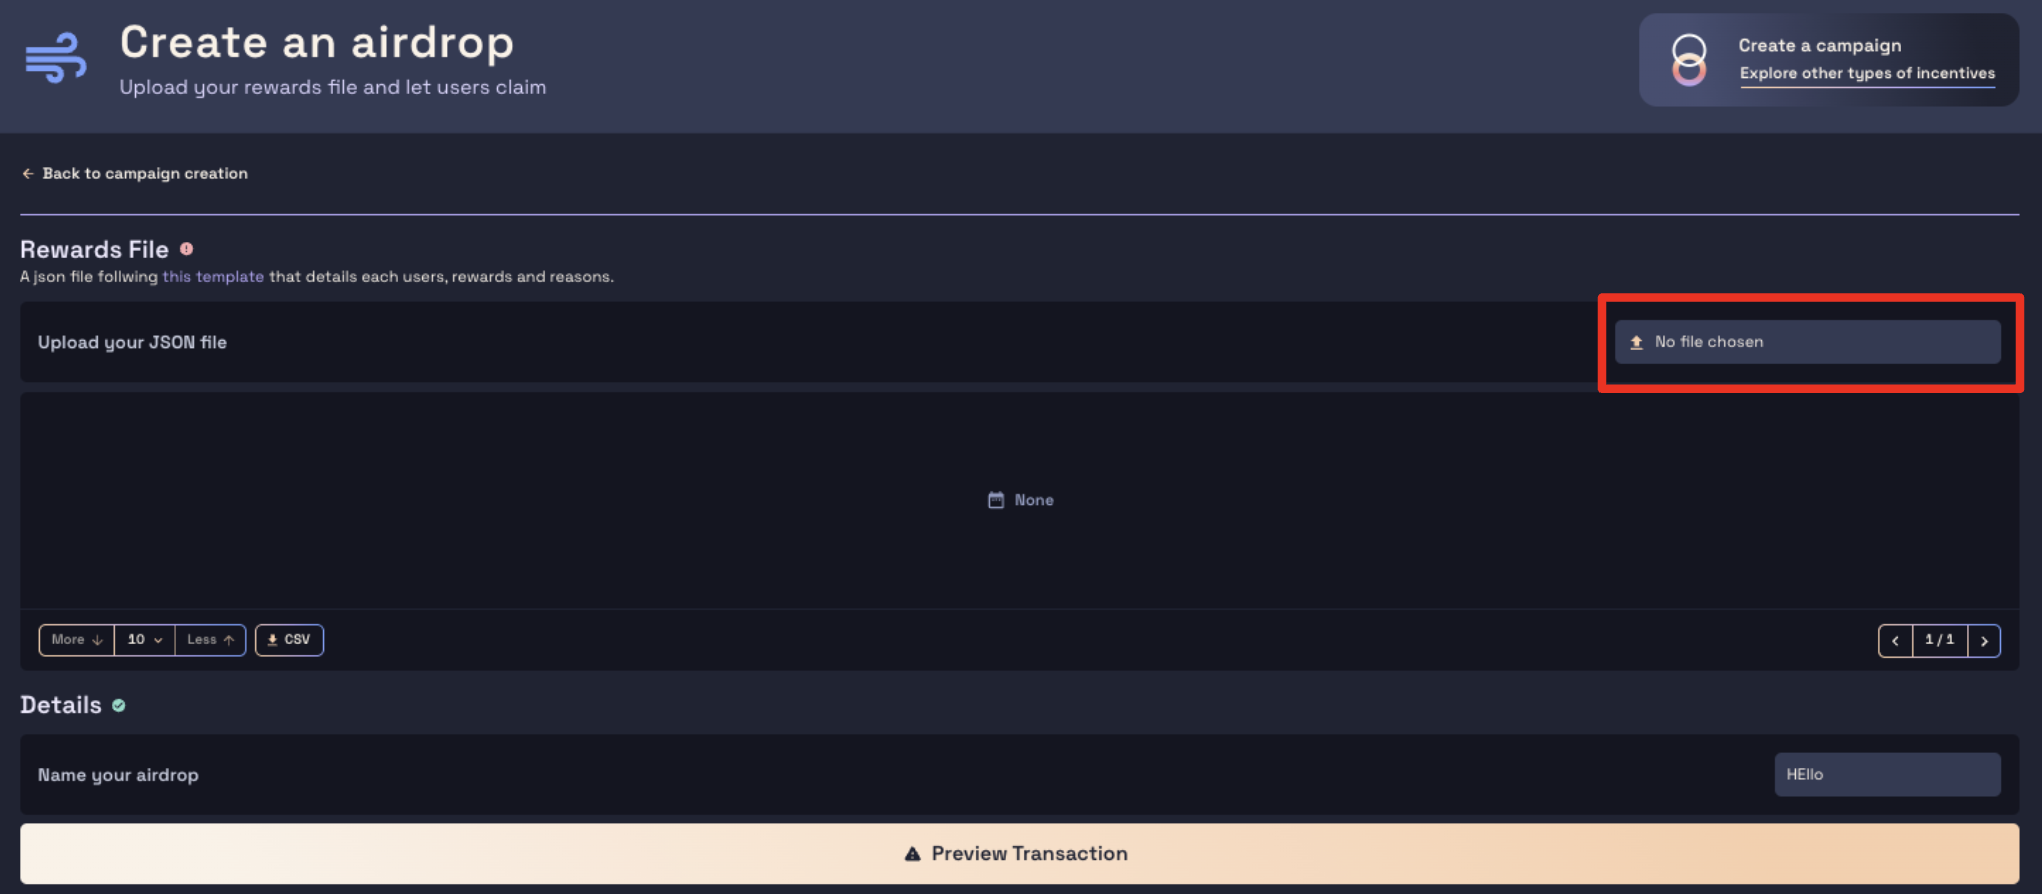 Create an airdrop
Upload your rewards file and let users claim
Create a campaign
Explore other types of incentives
← Back to campaign creation
Rewards File
A json file follwing this template that details each users, rewards and reasons.
Upload your JSON file
No file chosen
None
More ↓ 10 Less ↑ CSV
< 1 / 1 >
Details
Name your airdrop
HEllo
Preview Transaction